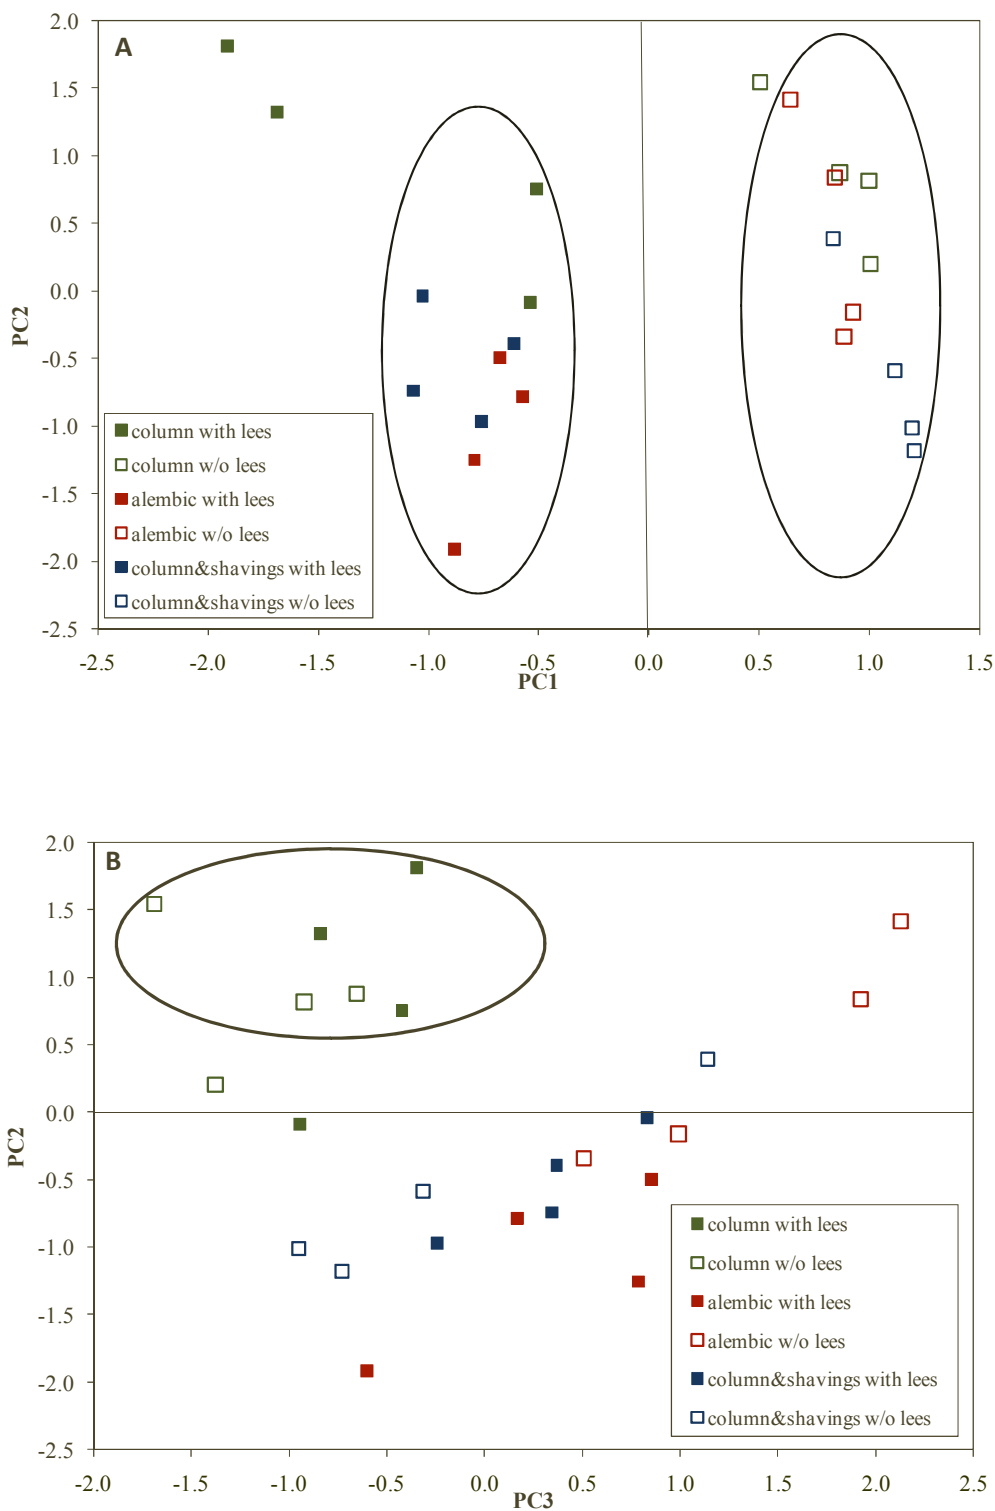 2.0
A
1.5
1.0
0.5
0.0
PC2
-0.5
-1.0
-1.5
-2.0
-2.5
column with lees
column w/o lees
alembic with lees
alembic w/o lees
column&shavings with lees
column&shavings w/o lees
-2.5 -2.0 -1.5 -1.0 -0.5 0.0 0.5 1.0 1.5
PC1
2.0
B
1.5
1.0
0.5
0.0
PC2
-0.5
-1.0
-1.5
-2.0
-2.5
column with lees
column w/o lees
alembic with lees
alembic w/o lees
column&shavings with lees
column&shavings w/o lees
-2.0 -1.5 -1.0 -0.5 0.0 0.5 1.0 1.5 2.0 2.5
PC3